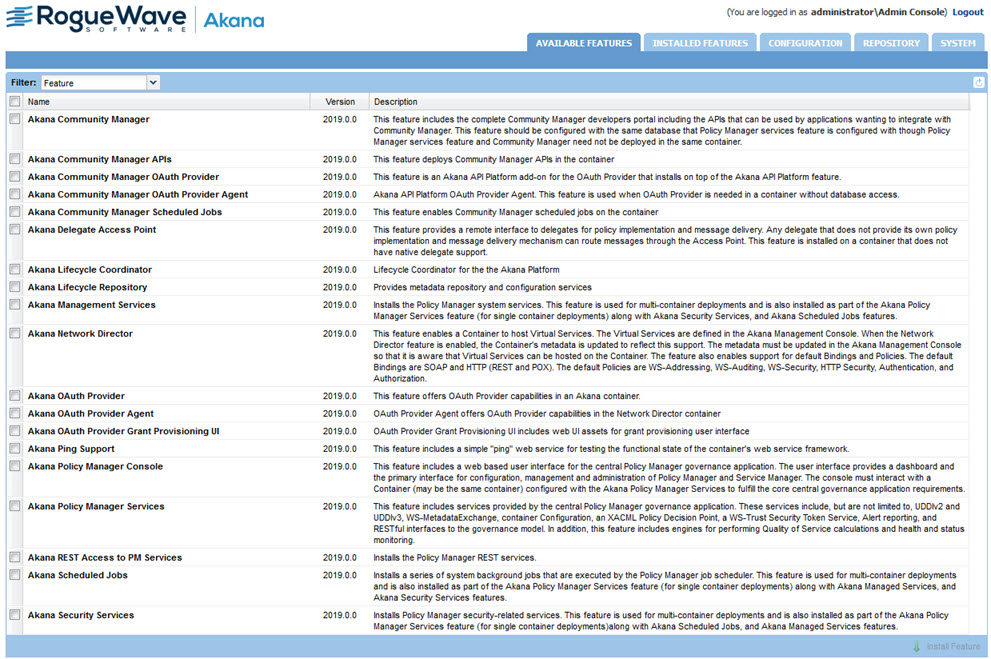 RogueWave
SOFTWARE
Akana
(You are logged in as administrator\Admin Console) Logout
AVAILABLE FEATURES INSTALLED FEATURES CONFIGURATION REPOSITORY SYSTEM
Filter: Feature
Name Version Description
Akana Community Manager 2019.0.0 This feature includes the complete Community Manager developers portal including the APIs that can be used by applications wanting to integrate with
Community Manager. This feature should be configured with the same database that Policy Manager services feature is configured with though Policy
Manager services feature and Community Manager need not be deployed in the same container.
Akana Community Manager APIs 2019.0.0 This feature deploys Community Manager APIs in the container
Akana Community Manager OAuth Provider 2019.0.0 This feature is an Akana API Platform add-on for the OAuth Provider that installs on top of the Akana API Platform feature.
Akana Community Manager OAuth Provider Agent 2019.0.0 Akana API Platform OAuth Provider Agent. This feature is used when OAuth Provider is needed in a container without database access.
Akana Community Manager Scheduled Jobs 2019.0.0 This feature enables Community Manager scheduled jobs on the container
Akana Delegate Access Point 2019.0.0 This feature provides a remote interface to delegates for policy implementation and message delivery. Any delegate that does not provide its own policy
implementation and message delivery mechanism can route messages through the Access Point. This feature is installed on a container that does not
have native delegate support.
Akana Lifecycle Coordinator 2019.0.0 Lifecycle Coordinator for the the Akana Platform
Akana Lifecycle Repository 2019.0.0 Provides metadata repository and configuration services
Akana Management Services 2019.0.0 Installs the Policy Manager system services. This feature is used for multi-container deployments and is also installed as part of the Akana Policy
Manager Services feature (for single container deployments) along with Akana Security Services, and Akana Scheduled Jobs features.
Akana Network Director 2019.0.0 This feature enables a Container to host Virtual Services. The Virtual Services are defined in the Akana Management Console. When the Network
Director feature is enabled, the Container's metadata is updated to reflect this support. The metadata must be updated in the Akana Management Console
so that it is aware that Virtual Services can be hosted on the Container. The feature also enables support for default Bindings and Policies. The default
Bindings are SOAP and HTTP (REST and POX). The default Policies are WS-Addressing, WS-Auditing, WS-Security, HTTP Security, Authentication, and
Authorization.
Akana OAuth Provider 2019.0.0 This feature offers OAuth Provider capabilities in an Akana container.
Akana OAuth Provider Agent 2019.0.0 OAuth Provider Agent offers OAuth Provider capabilities in the Network Director container
Akana OAuth Provider Grant Provisioning UI 2019.0.0 OAuth Provider Grant Provisioning UI includes web UI assets for grant provisioning user interface
Akana Ping Support 2019.0.0 This feature includes a simple "ping" web service for testing the functional state of the container's web service framework.
Akana Policy Manager Console 2019.0.0 This feature includes a web based user interface for the central Policy Manager governance application. The user interface provides a dashboard and
the primary interface for configuration, management and administration of Policy Manager and Service Manager. The console must interact with a
Container (may be the same container) configured with the Akana Policy Manager Services to fulfill the core central governance application requirements.
Akana Policy Manager Services 2019.0.0 This feature includes services provided by the central Policy Manager governance application. These services include, but are not limited to, UDDIv2 and
UDDIv3, WS-MetadataExchange, container Configuration, an XACML Policy Decision Point, a WS-Trust Security Token Service, Alert reporting, and
RESTful interfaces to the governance model. In addition, this feature includes engines for performing Quality of Service calculations and health and status
monitoring.
Akana REST Access to PM Services 2019.0.0 Installs the Policy Manager REST services.
Akana Scheduled Jobs 2019.0.0 Installs a series of system background jobs that are executed by the Policy Manager job scheduler. This feature is used for multi-container deployments
and is also installed as part of the Akana Policy Manager Services feature (for single container deployments) along with Akana Managed Services, and
Akana Security Services features.
Akana Security Services 2019.0.0 Installs Policy Manager security-related services. This feature is used for multi-container deployments and is also installed as part of the Akana Policy
Manager Services feature (for single container deployments)along with Akana Scheduled Jobs, and Akana Managed Services features.
Install Feature